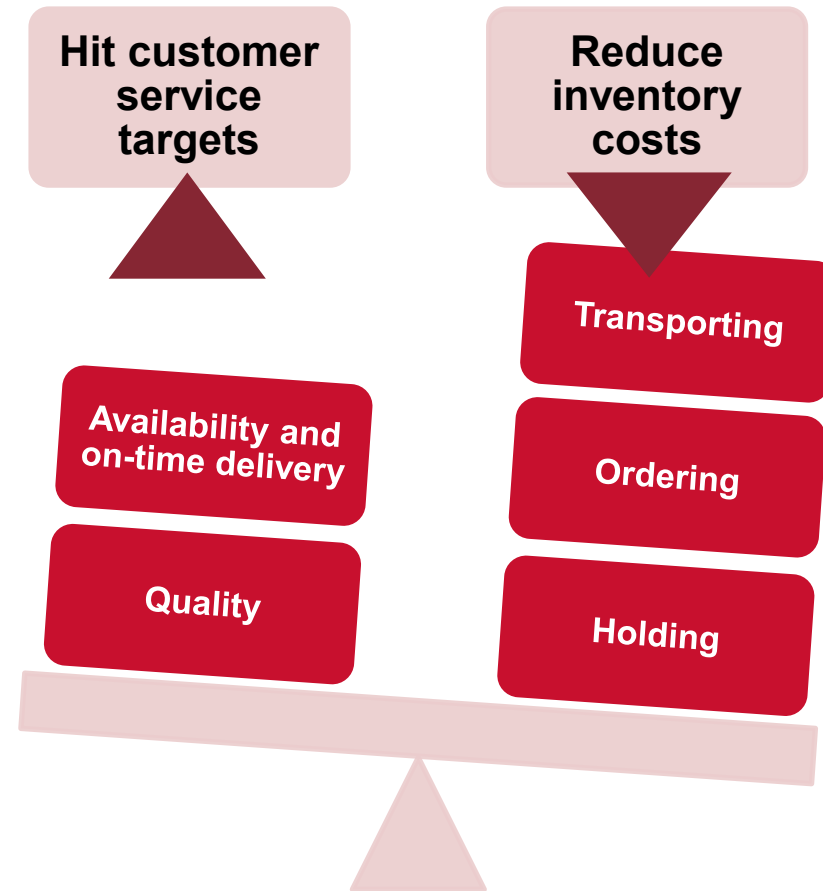 Hit customer
service
targets
Reduce
inventory
costs
Availability and
on-time delivery
Quality
Transporting
Ordering
Holding